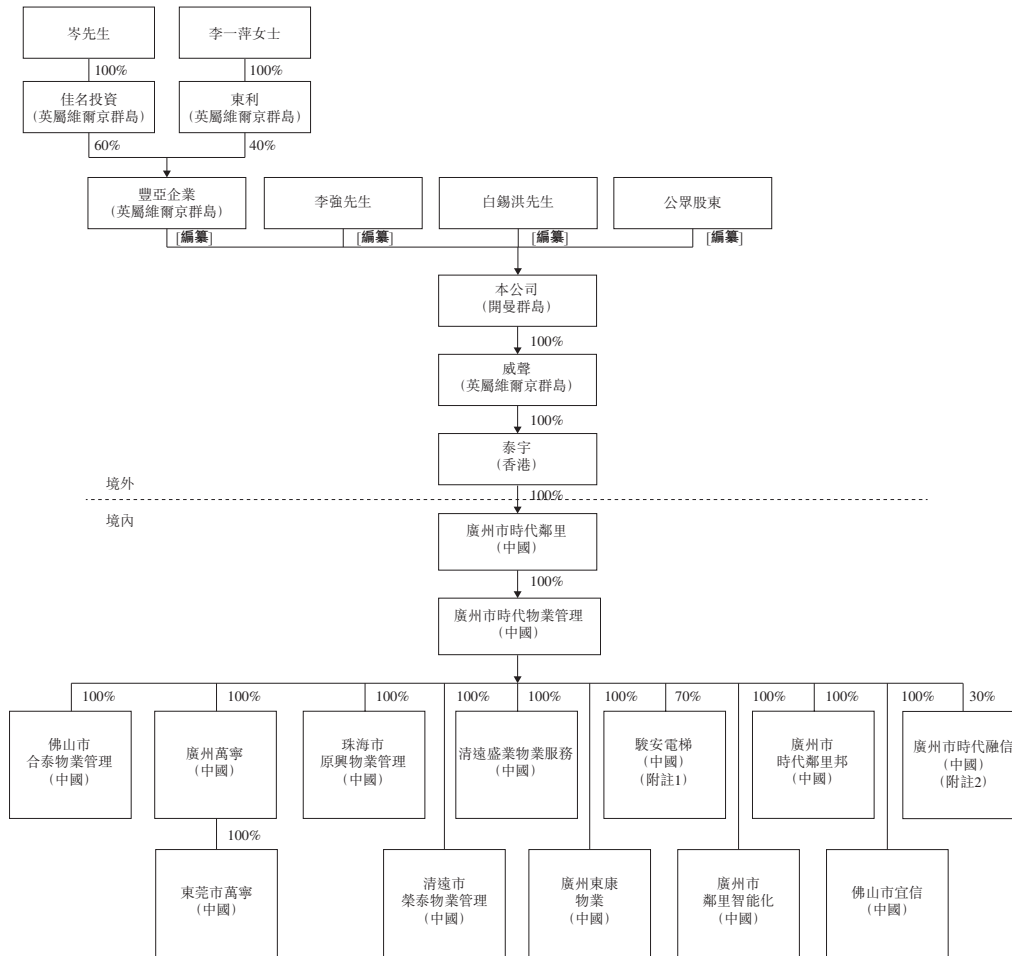 岑先生
李一萍女士
100%
100%
佳名投資
(英屬維爾京群島)
東利
(英屬維爾京群島)
60%
40%
豐亞企業
(英屬維爾京群島)
李強先生
白錫洪先生
公眾股東
[編纂]
[編纂]
[編纂]
[編纂]
本公司
(開曼群島)
100%
威聲
(英屬維爾京群島)
100%
泰宇
(香港)
境外
100%
境內
廣州市時代鄰里
(中國)
100%
廣州市時代物業管理
(中國)
100%
100%
100%
100%
100%
100%
70%
100%
100%
100%
30%
佛山市
合泰物業管理
(中國)
廣州萬寧
(中國)
珠海市
原興物業管理
(中國)
清遠盛業物業服務
(中國)
駿安電梯
(中國)
(附註1)
廣州市
時代鄰里邦
(中國)
廣州市時代融信
(中國)
(附註2)
100%
東莞市萬寧
(中國)
清遠市
榮泰物業管理
(中國)
廣州東康
物業
(中國)
廣州市
鄰里智能化
(中國)
佛山市宜信
(中國)